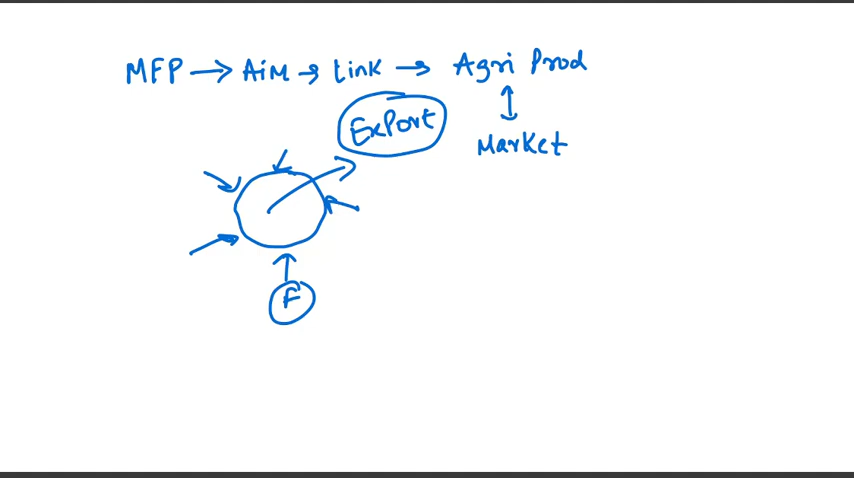 MFP → AiM → Link → Agri Prod
↕
Market
Export
F